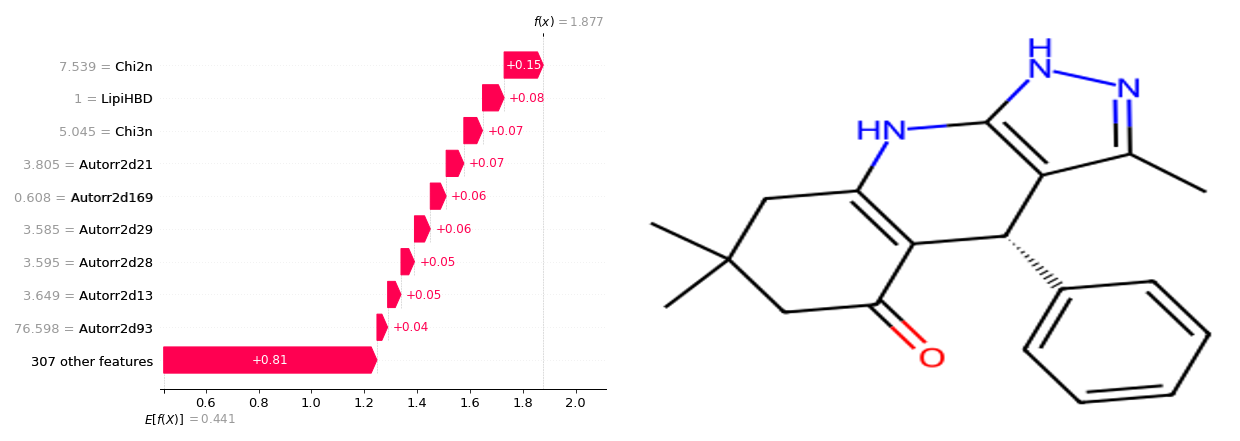 f(x) = 1.877
7.539 = Chi2n
+0.15
1 = LipiHBD
+0.08
5.045 = Chi3n
+0.07
3.805 = Autorr2d21
+0.07
0.608 = Autorr2d169
+0.06
3.585 = Autorr2d29
+0.06
3.595 = Autorr2d28
+0.05
3.649 = Autorr2d13
+0.05
76.598 = Autorr2d93
+0.04
307 other features
+0.81
0.6 0.8 1.0 1.2 1.4 1.6 1.8 2.0
E[f(X)] = 0.441
H
N
N
HN
O